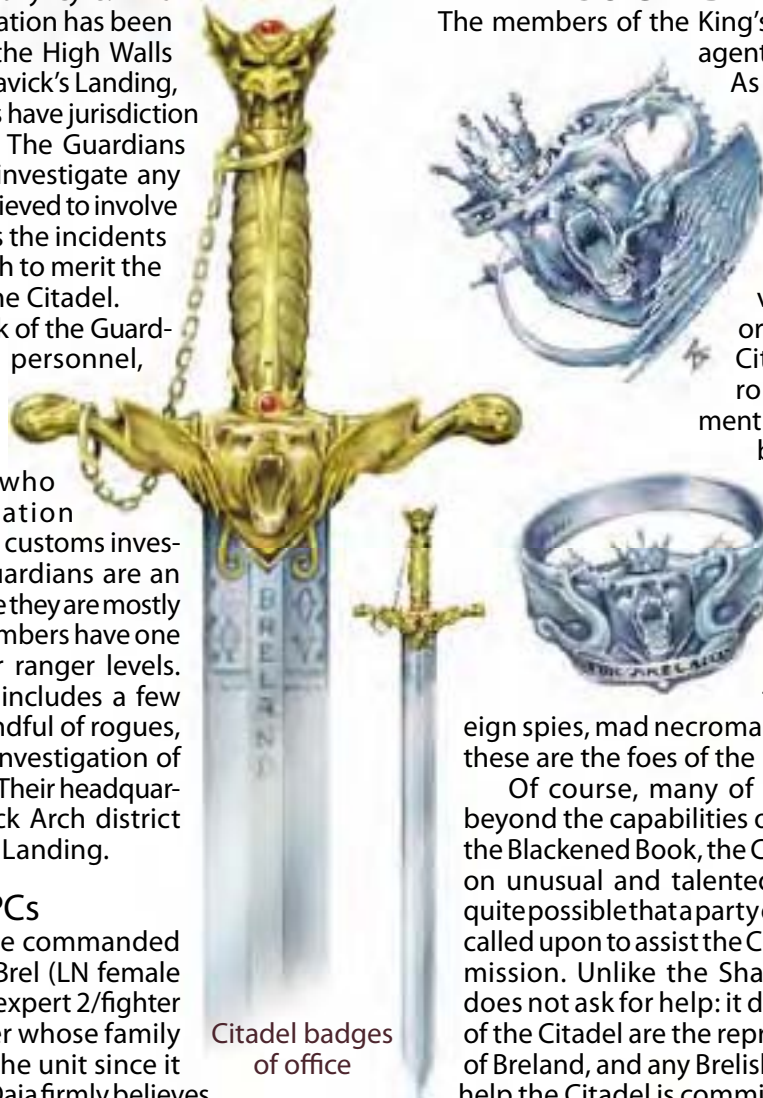 ation has been
the High Walls
avick's Landing,
s have jurisdiction
The Guardians
investigate any
ieved to involve
s the incidents
h to merit the
he Citadel.
k of the Guard-
personnel,
who
ation
customs inves-
uardians are an
e they are mostly
mbers have one
r ranger levels.
includes a few
ndful of rogues,
nvestigation of
Their headquar-
ck Arch district
Landing.
PCs
e commanded
Brel (LN female
expert 2/fighter
er whose family
he unit since it
Daia firmly believes
BRELAND
Citadel badges
of office
The members of the King's
agent
As
or
Cit
ro
ment
b
eign spies, mad necroma
these are the foes of the
Of course, many of
beyond the capabilities o
the Blackened Book, the C
on unusual and talented
quite possible that a party o
called upon to assist the C
mission. Unlike the Sha
does not ask for help: it d
of the Citadel are the repr
of Breland, and any Brelish
help the Citadel is commi